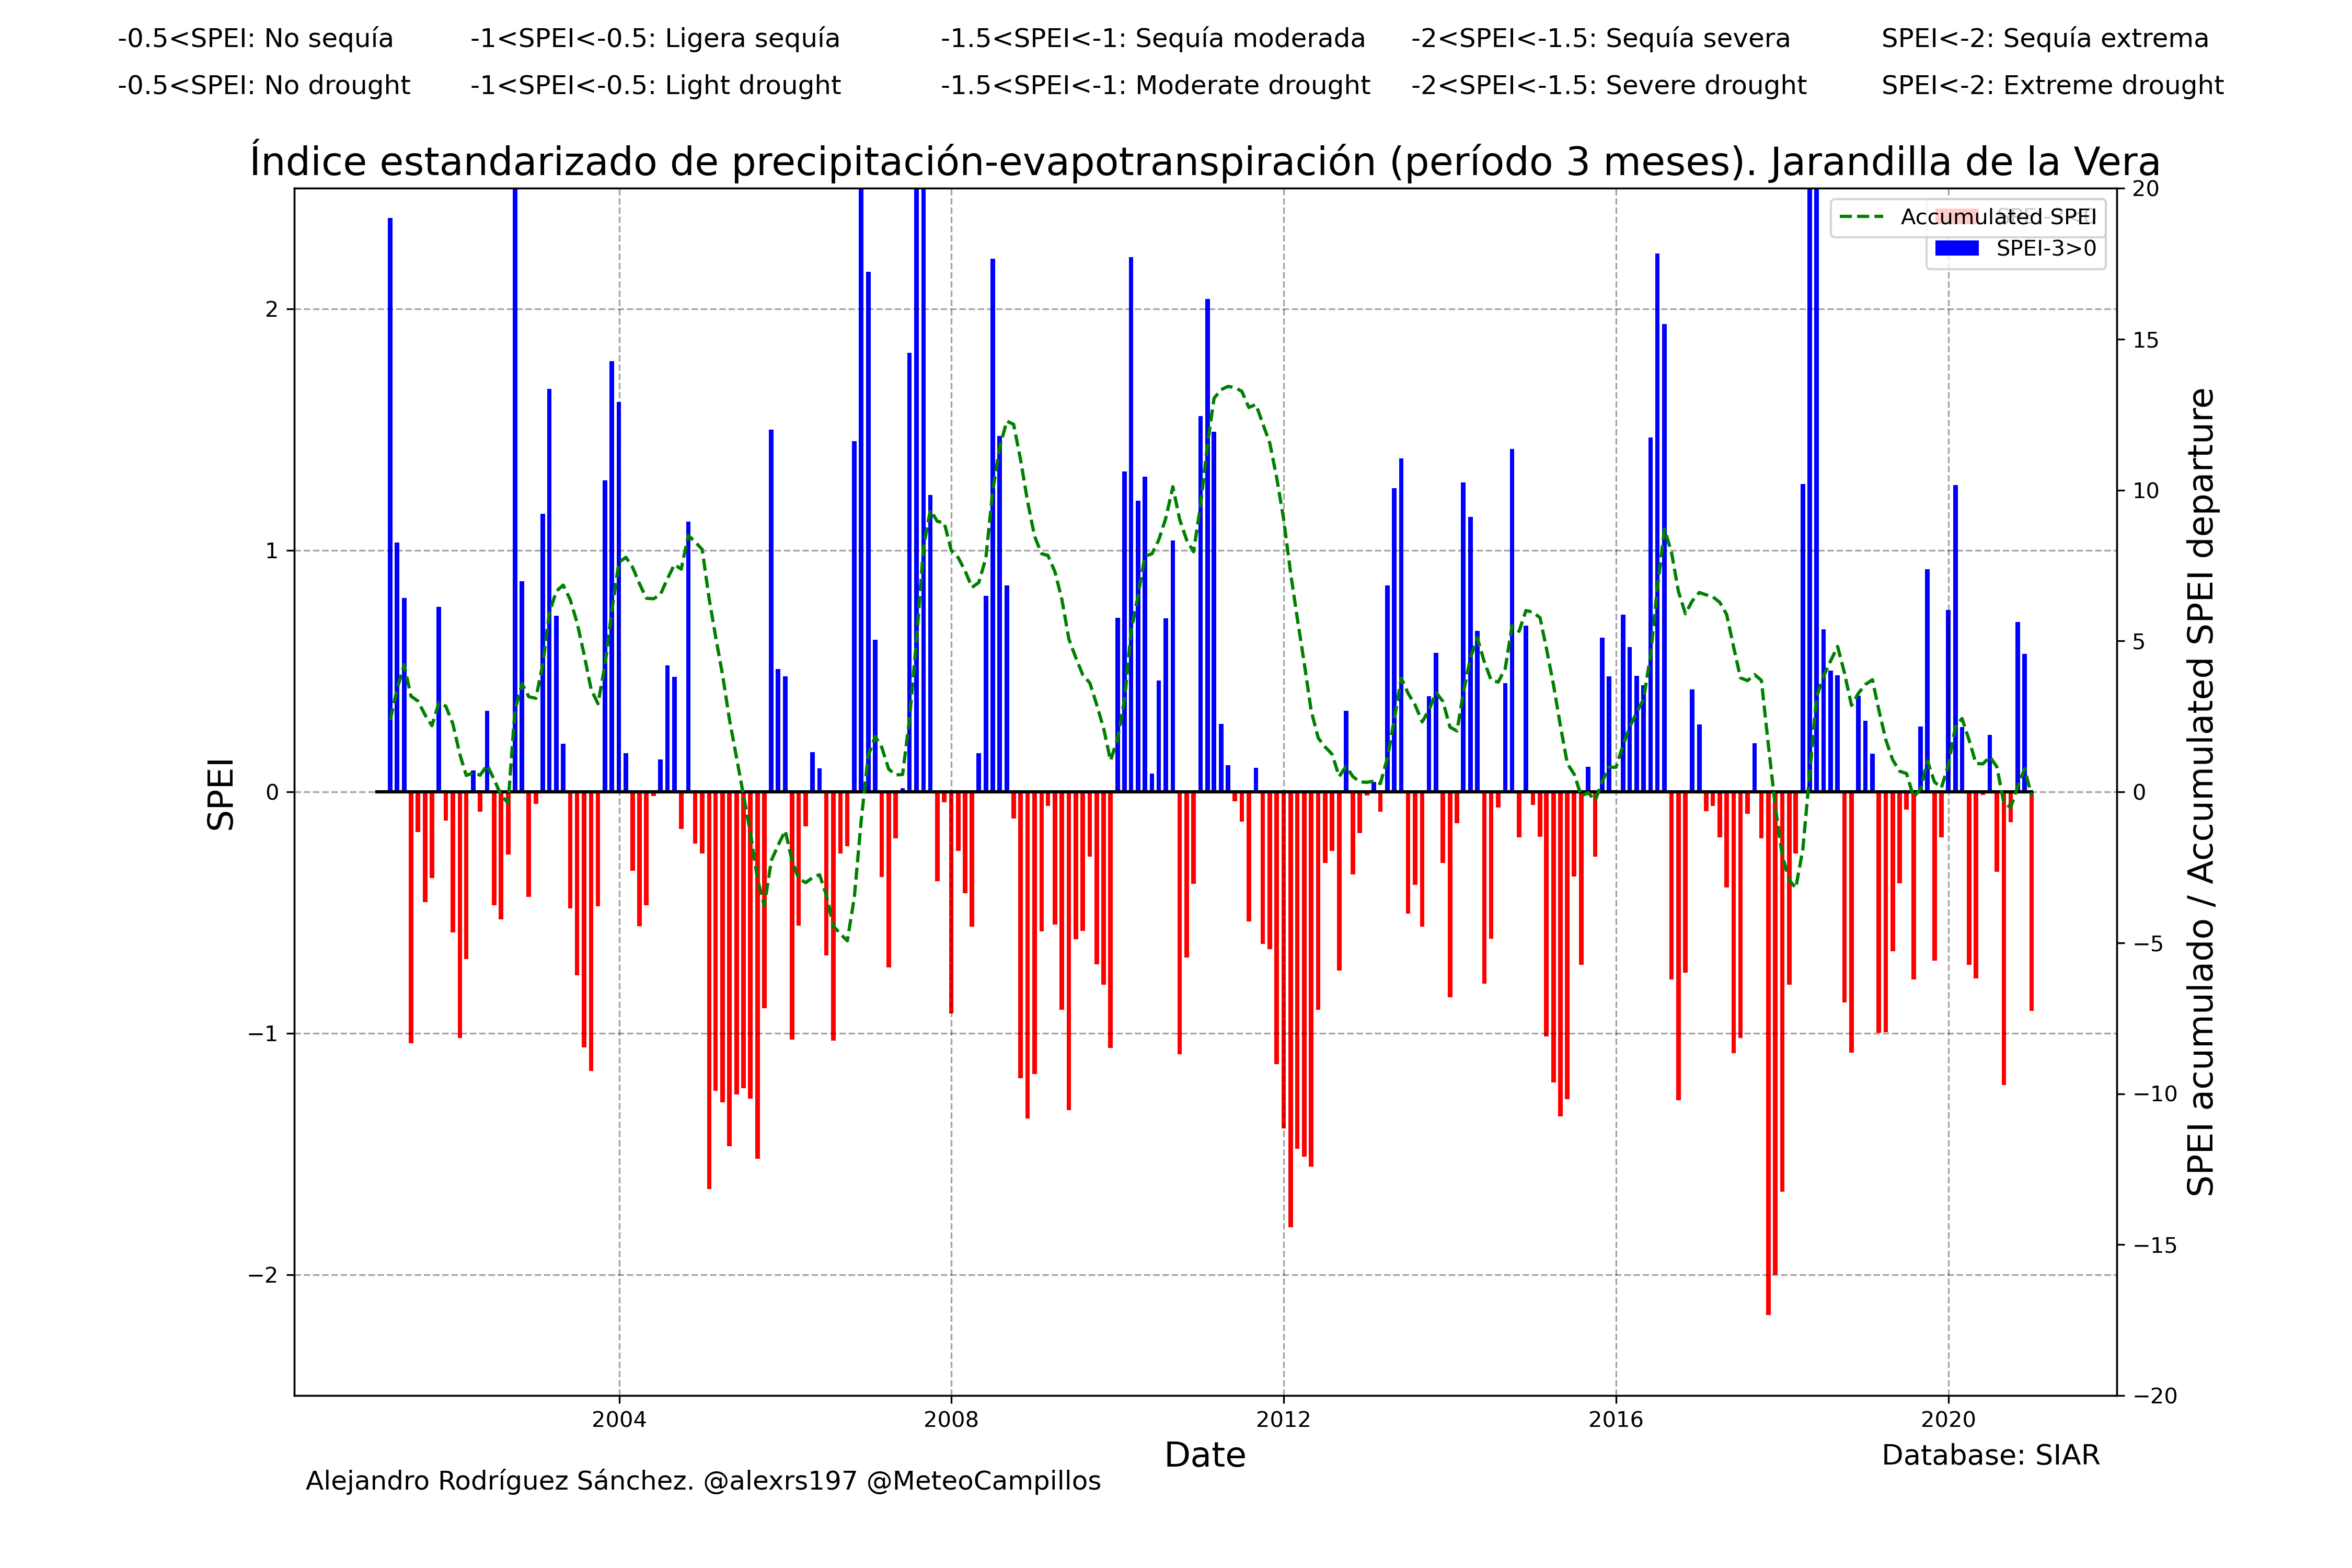 -0.5<SPEI: No sequía -1<SPEI<-0.5: Ligera sequía -1.5<SPEI<-1: Sequía moderada -2<SPEI<-1.5: Sequía severa SPEI<-2: Sequía extrema
-0.5<SPEI: No drought -1<SPEI<-0.5: Light drought -1.5<SPEI<-1: Moderate drought -2<SPEI<-1.5: Severe drought SPEI<-2: Extreme drought
Índice estandarizado de precipitación-evapotranspiración (período 3 meses). Jarandilla de la Vera
Accumulated SPEI
SPEI-3>0
SPEI
2
1
0
−1
−2
20
15
10
5
0
−5
−10
−15
−20
SPEI acumulado / Accumulated SPEI departure
2004 2008 2012 2016 2020
Date
Database: SIAR
Alejandro Rodríguez Sánchez. @alexrs197 @MeteoCampillos